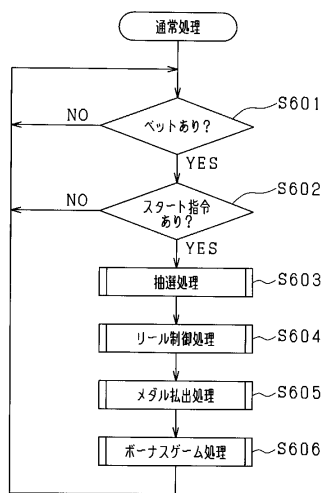 通常処理
S601
ベットあり?
NO
YES
S602
スタート指令
あり?
NO
YES
抽選処理
S603
リール制御処理
S604
メダル払出処理
S605
ボーナスゲーム処理
S606